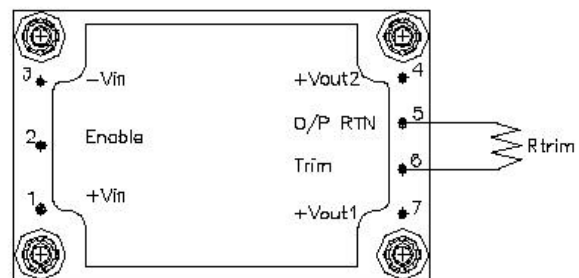 3 -Vin +Vout2 4
O/P RTN 5
2 Enable Rtrim
Trim 6
1 +Vin
+Vout1 7